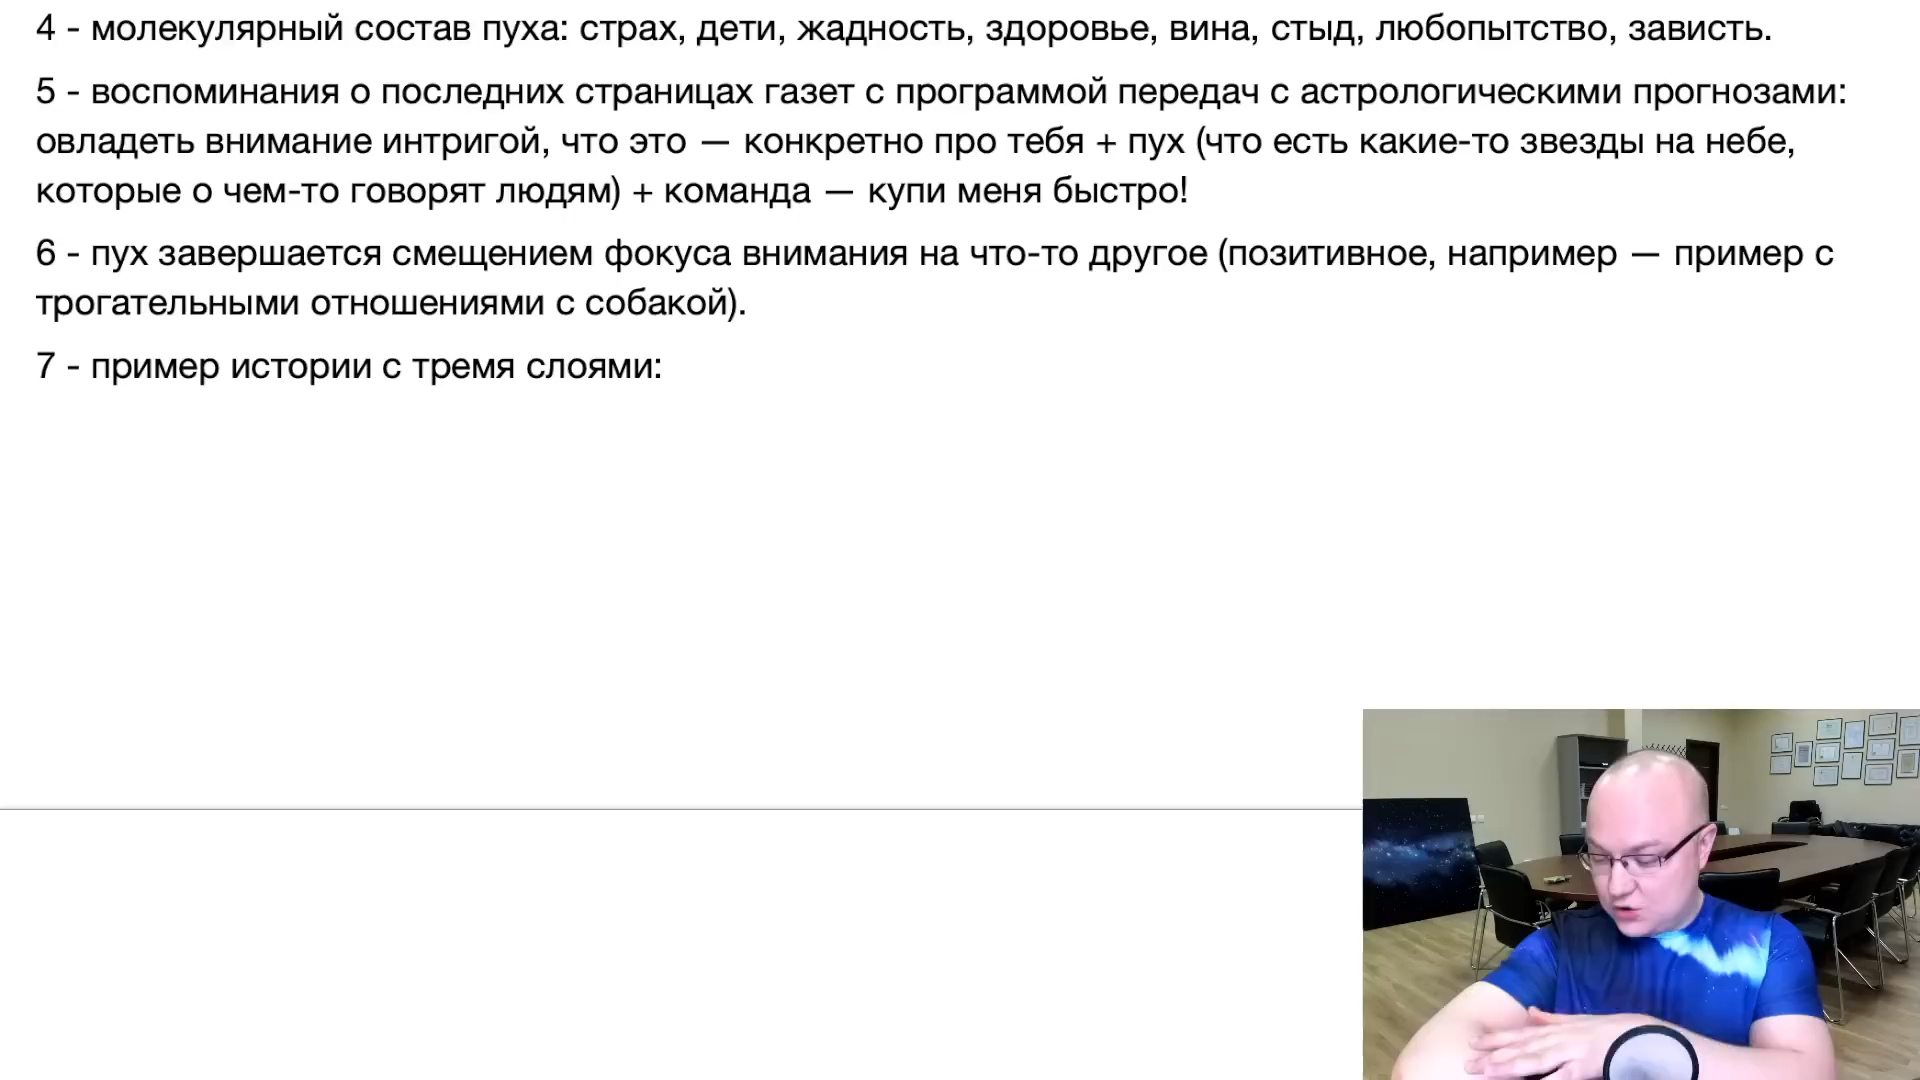 4 - молекулярный состав пуха: страх, дети, жадность, здоровье, вина, стыд, любопытство, зависть.
5 - воспоминания о последних страницах газет с программой передач с астрологическими прогнозами:
овладеть внимание интригой, что это — конкретно про тебя + пух (что есть какие-то звезды на небе,
которые о чем-то говорят людям) + команда — купи меня быстро!
6 - пух завершается смещением фокуса внимания на что-то другое (позитивное, например — пример с
трогательными отношениями с собакой).
7 - пример истории с тремя слоями: